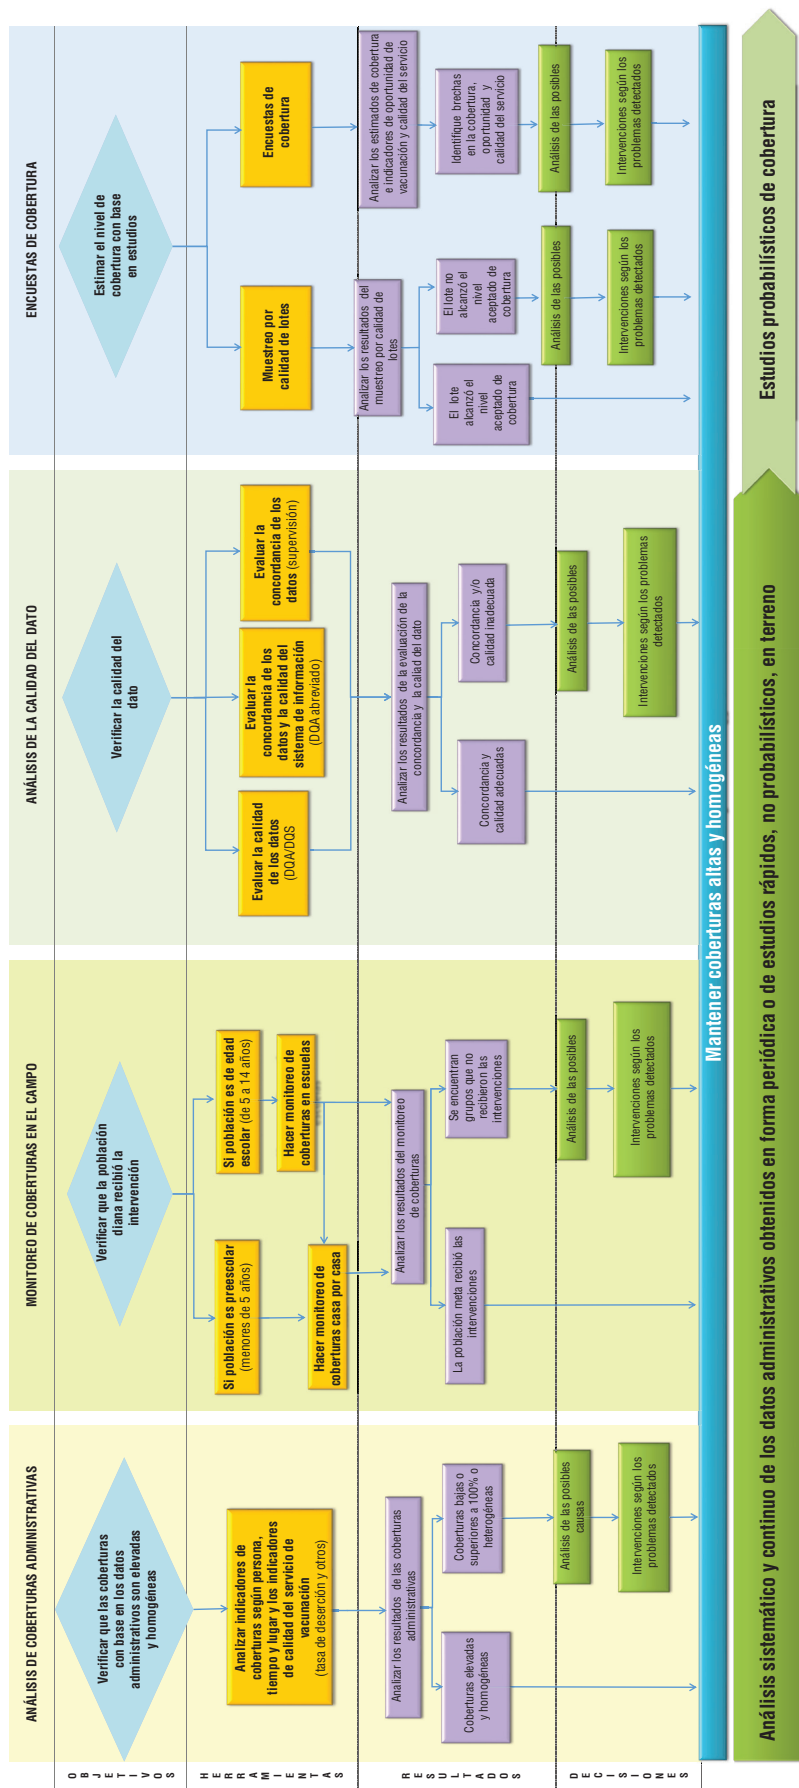 ANÁLISIS DE COBERTURAS ADMINISTRATIVAS
MONITOREO DE COBERTURAS EN EL CAMPO
ANÁLISIS DE LA CALIDAD DEL DATO
ENCUESTAS DE COBERTURA
OBJETIVOS
Verificar que las coberturas
con base en los datos
administrativos son elevadas
y homogéneas
Verificar que la población
diana recibió la
intervención
Verificar la calidad del
dato
Estimar el nivel de
cobertura con base
en estudios
HERRAMIENTAS
Analizar indicadores de
coberturas según persona,
tiempo y lugar y los indicadores
de calidad del servicio de
vacunación
(tasa de deserción y otros)
Si población es preescolar
(menores de 5 años)
Si población es de edad
escolar (de 5 a 14 años)
Hacer monitoreo de
coberturas casa por casa
Hacer monitoreo de
coberturas en escuelas
Evaluar la calidad
de los datos
(DQA/DQS)
Evaluar la
concordancia de los
datos y la calidad del
sistema de información
(DQA abreviado)
Evaluar la
concordancia de los
datos (supervisión)
Muestreo por
calidad de lotes
Encuestas de
cobertura
RESULTADOS
Analizar los resultados de las coberturas
administrativas
Coberturas elevadas
y homogéneas
Coberturas bajas o
superiores a 100% o
heterogéneas
Analizar los resultados del monitoreo
de coberturas
La población meta recibió las
intervenciones
Se encuentran
grupos que no
recibieron las
intervenciones
Analizar los resultados de la evaluación de la
concordancia y la caliad del dato
Concordancia y
calidad adecuadas
Concordancia y/o
calidad inadecuada
Analizar los resultados del
muestreo por calidad de
lotes
El lote
alcanzó el
nivel
aceptado de
cobertura
El lote no
alcanzó el
nivel
aceptado de
cobertura
Analizar los estimados de cobertura
e indicadores de oportunidad de
vacunación y calidad del servicio
Identifique brechas
en la cobertura,
oportunidad y
calidad del servicio
DECISIONES
Análisis de las posibles
causas
Intervenciones según los
problemas detectados
Análisis de las posibles
Intervenciones según los
problemas detectados
Análisis de las posibles
Intervenciones según los problemas
detectados
Análisis de las posibles
Intervenciones según los
problemas detectados
Análisis de las posibles
Intervenciones según los
problemas detectados
Mantener coberturas altas y homogéneas
Análisis sistemático y continuo de los datos administrativos obtenidos en forma periódica o de estudios rápidos, no probabilísticos, en terreno
Estudios probabilísticos de cobertura